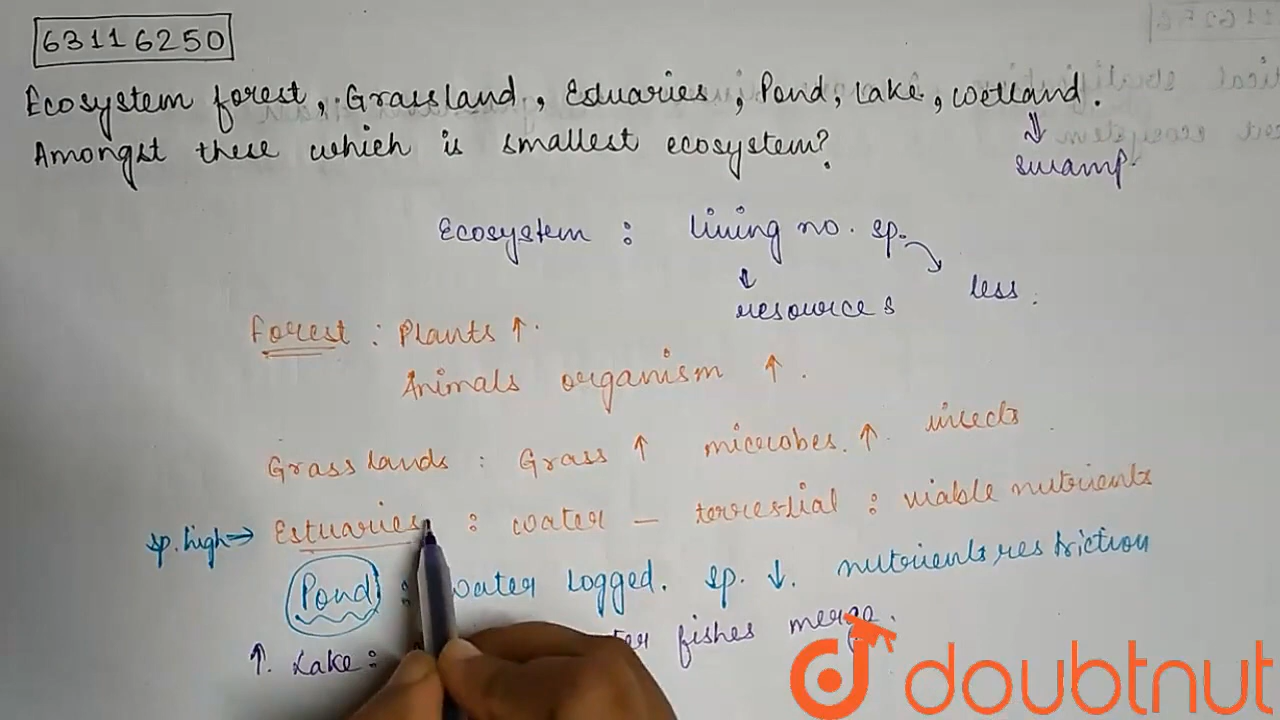 63116250
Ecosystem forest, Grassland, Estuaries, Pond, Lake, wetland.
Amongst these which is smallest ecosystem?
swamp.
Ecosystem : living no. sp.
resources less.
Forest : Plants ↑.
Animals organism ↑.
Grasslands : Grass ↑ microbes. ↑. insects
sp. high → Estuaries : water – terrestial : viable nutrients
Pond : water logged. sp. ↓. nutrients, restriction
↑. Lake : fishes merge.
doubtnut